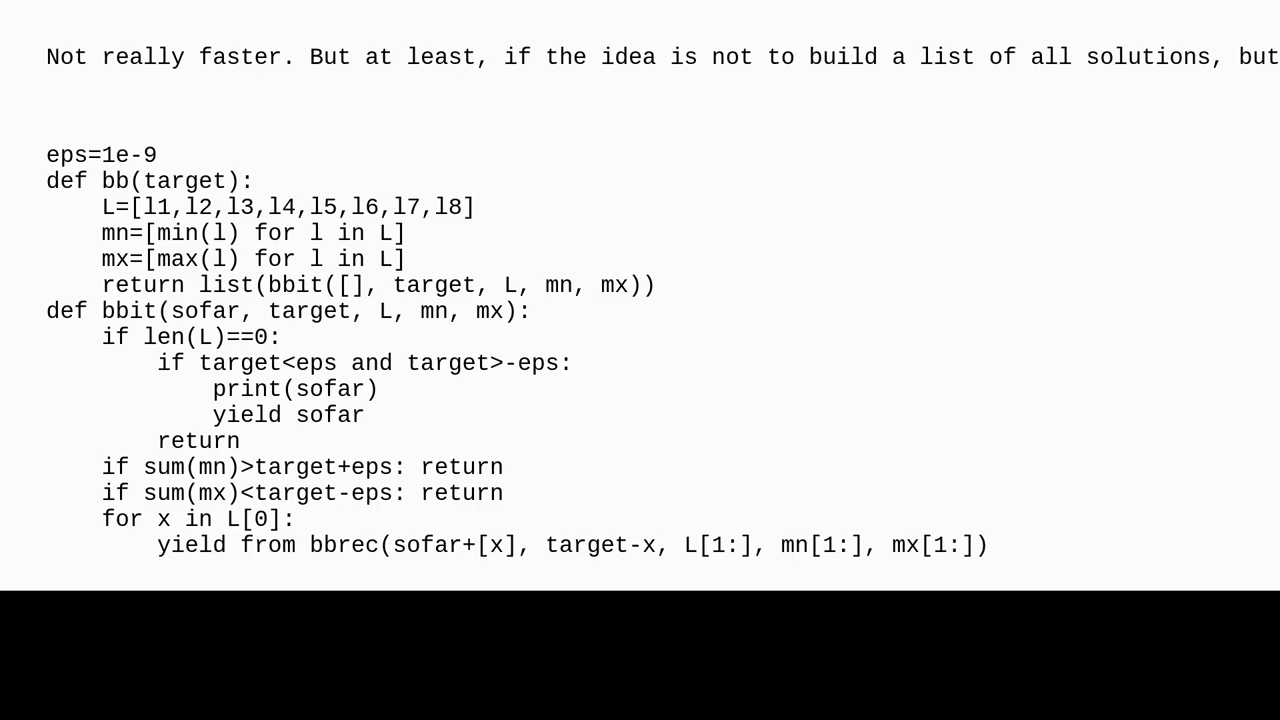 Not really faster. But at least, if the idea is not to build a list of all solutions, but
eps=1e-9
def bb(target):
    L=[l1,l2,l3,l4,l5,l6,l7,l8]
    mn=[min(l) for l in L]
    mx=[max(l) for l in L]
    return list(bbit([], target, L, mn, mx))
def bbit(sofar, target, L, mn, mx):
    if len(L)==0:
        if target<eps and target>-eps:
            print(sofar)
            yield sofar
        return
    if sum(mn)>target+eps: return
    if sum(mx)<target-eps: return
    for x in L[0]:
        yield from bbrec(sofar+[x], target-x, L[1:], mn[1:], mx[1:])